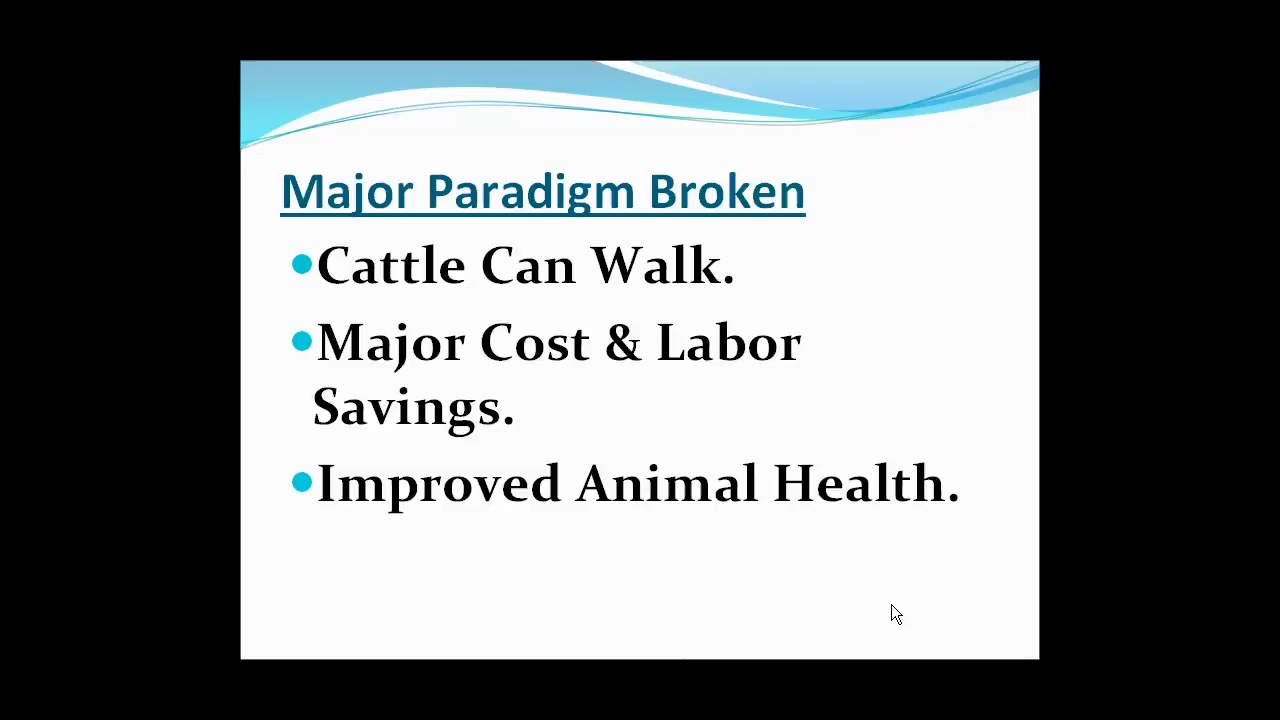 Major Paradigm Broken
•Cattle Can Walk.
•Major Cost & Labor
Savings.
•Improved Animal Health.